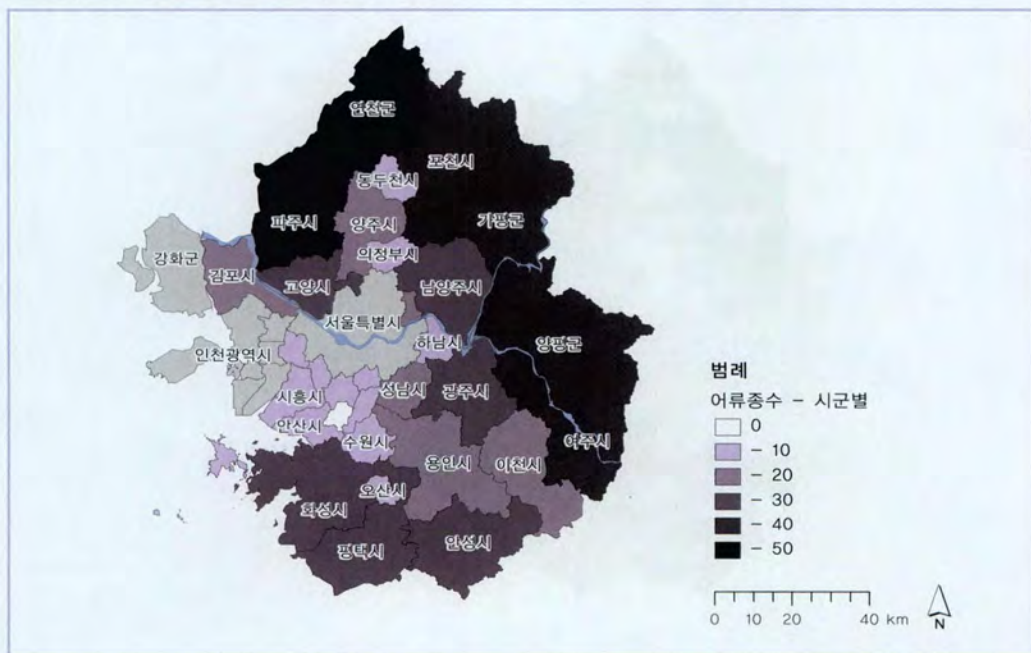 연천군
포천시
동두천시
가평군
파주시
양주시
강화군
의정부시
김포시
고양시
남양주시
서울특별시
하남시
양평군
인천광역시
시흥시
성남시
광주시
안산시
수원시
여주시
용인시
이천시
오산시
화성시
평택시
안성시
범례
어류종수 - 시군별
0
- 10
- 20
- 30
- 40
- 50
0 10 20 40 km
N